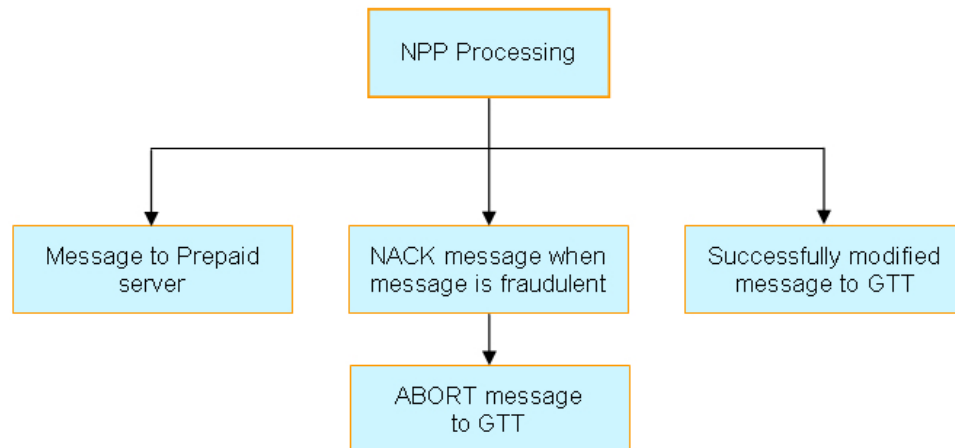 NPP Processing
Message to Prepaid
server
NACK message when
message is fraudulent
Successfully modified
message to GTT
ABORT message
to GTT